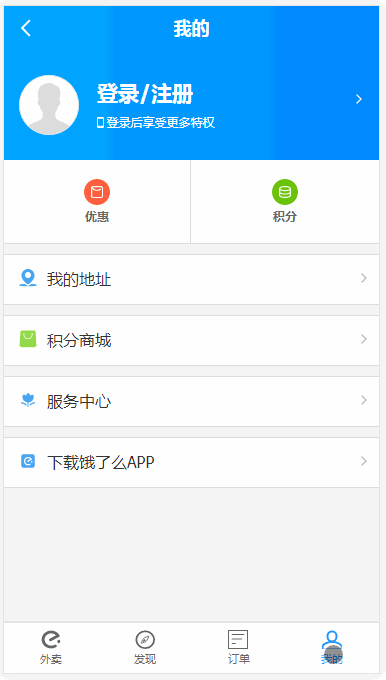 我的
登录/注册
登录后享受更多特权
优惠
积分
我的地址
积分商城
服务中心
下载饿了么APP
外卖
发现
订单
我的